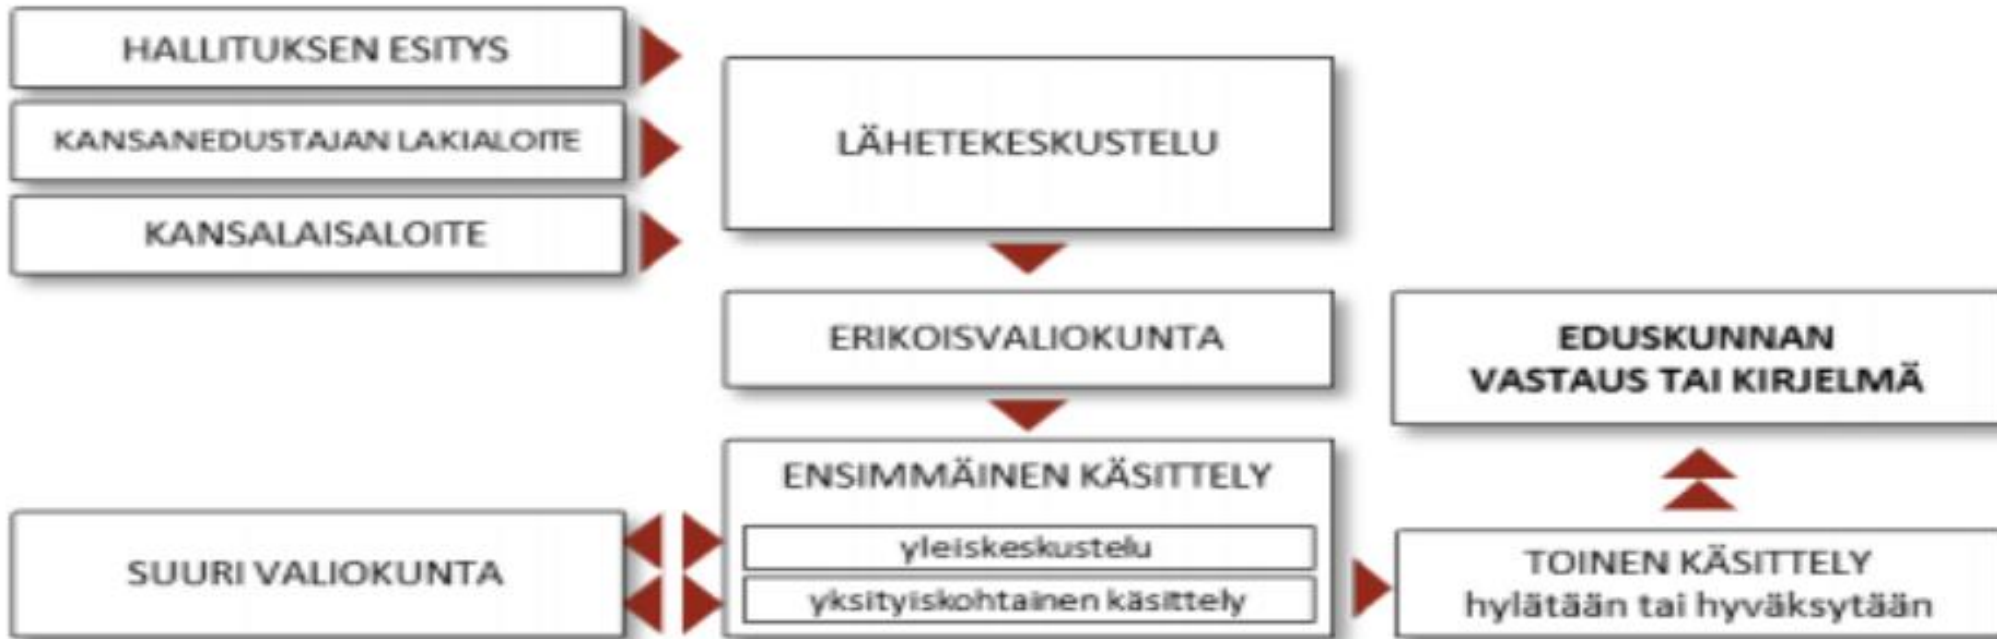 HALLITUKSEN ESITYS
KANSANEDUSTAJAN LAKIALOITE
KANSALAISALOITE
LÄHETEKESKUSTELU
ERIKOISVALIOKUNTA
ENSIMMÄINEN KÄSITTELY
yleiskeskustelu
yksityiskohtainen käsittely
SUURI VALIOKUNTA
TOINEN KÄSITTELY
hylätään tai hyväksytään
EDUSKUNNAN
VASTAUS TAI KIRJELMÄ